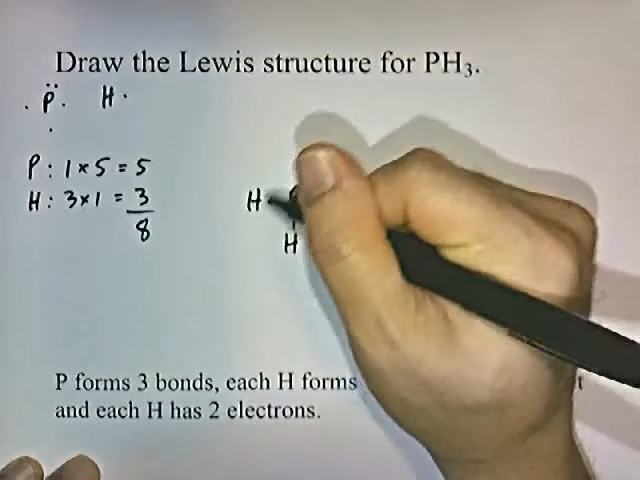 Draw the Lewis structure for PH₃.
· P̈ · H ·
·
P : 1 × 5 = 5
H : 3 × 1 = 3
8
H
H
P forms 3 bonds, each H forms t
and each H has 2 electrons.